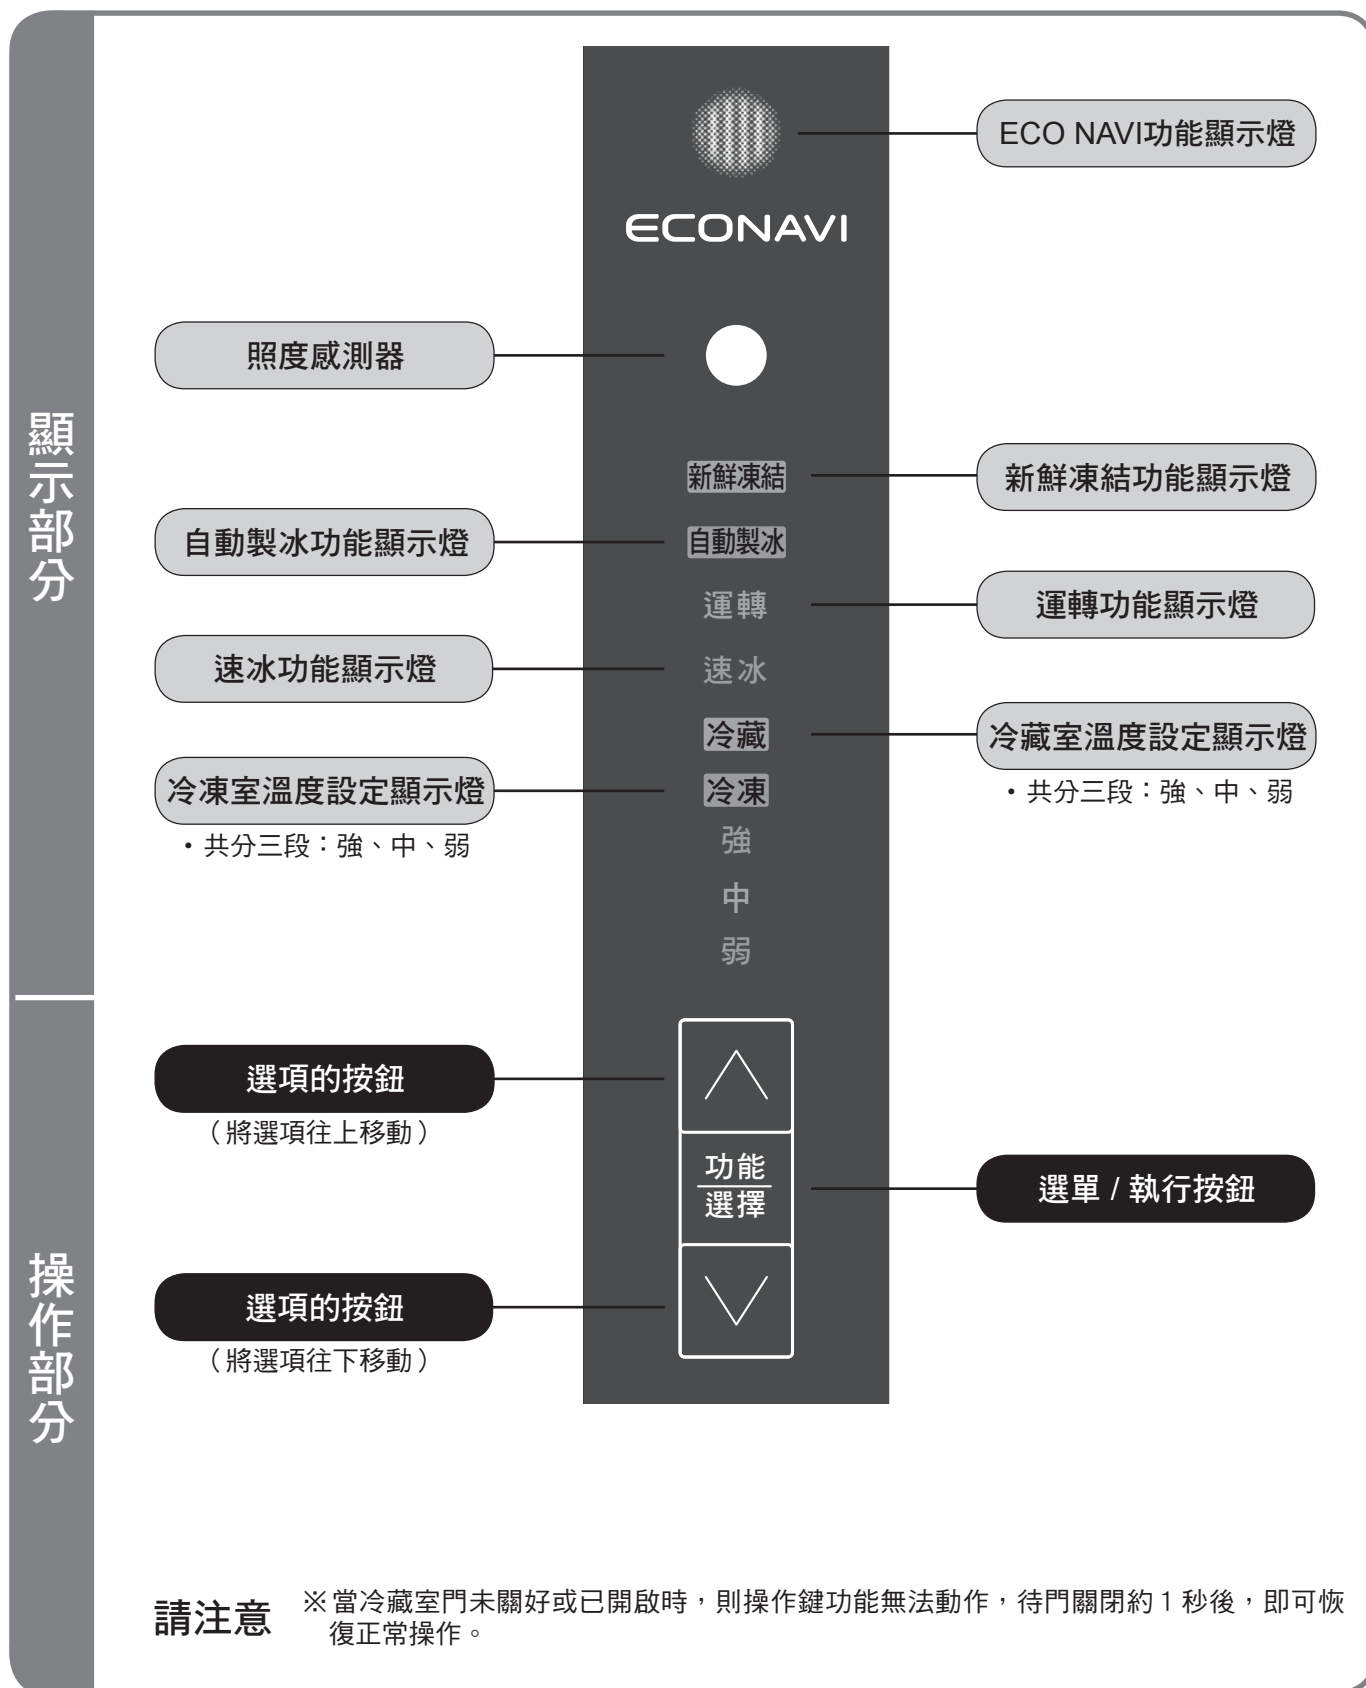 顯示部分
ECO NAVI功能顯示燈
ECONAVI
照度感測器
新鮮凍結
新鮮凍結功能顯示燈
自動製冰功能顯示燈
自動製冰
運轉
運轉功能顯示燈
速冰功能顯示燈
速冰
冷藏
冷藏室溫度設定顯示燈
・共分三段：強、中、弱
冷凍室溫度設定顯示燈
・共分三段：強、中、弱
冷凍
強
中
弱
操作部分
選項的按鈕
（將選項往上移動）
功能
選擇
選單 / 執行按鈕
選項的按鈕
（將選項往下移動）
請注意
※當冷藏室門未關好或已開啟時，則操作鍵功能無法動作，待門關閉約 1 秒後，即可恢
復正常操作。